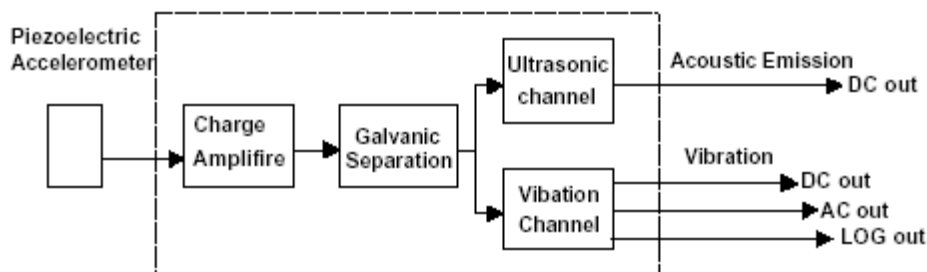 Piezoelectric
Accelerometer
Charge
Amplifire
Galvanic
Separation
Ultrasonic
channel
Acoustic Emission
DC out
Vibation
Channel
Vibration
DC out
AC out
LOG out